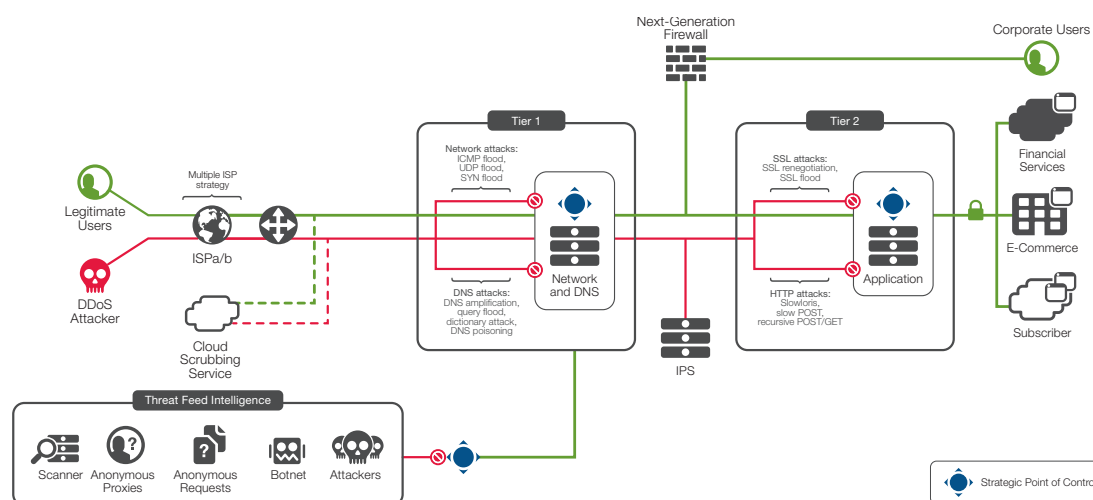 Next-Generation
Firewall
Corporate Users
Tier 1
Tier 2
Network attacks:
ICMP flood,
UDP flood,
SYN flood
SSL attacks:
SSL renegotiation,
SSL flood
Financial
Services
Multiple ISP
strategy
Legitimate
Users
ISPa/b
E-Commerce
Network
and DNS
Application
DDoS
Attacker
DNS attacks:
DNS amplification,
query flood,
dictionary attack,
DNS poisoning
HTTP attacks:
Slowloris,
slow POST,
recursive POST/GET
Subscriber
Cloud
Scrubbing
Service
IPS
Threat Feed Intelligence
?
?
Scanner
Anonymous
Proxies
Anonymous
Requests
Botnet
Attackers
Strategic Point of Control